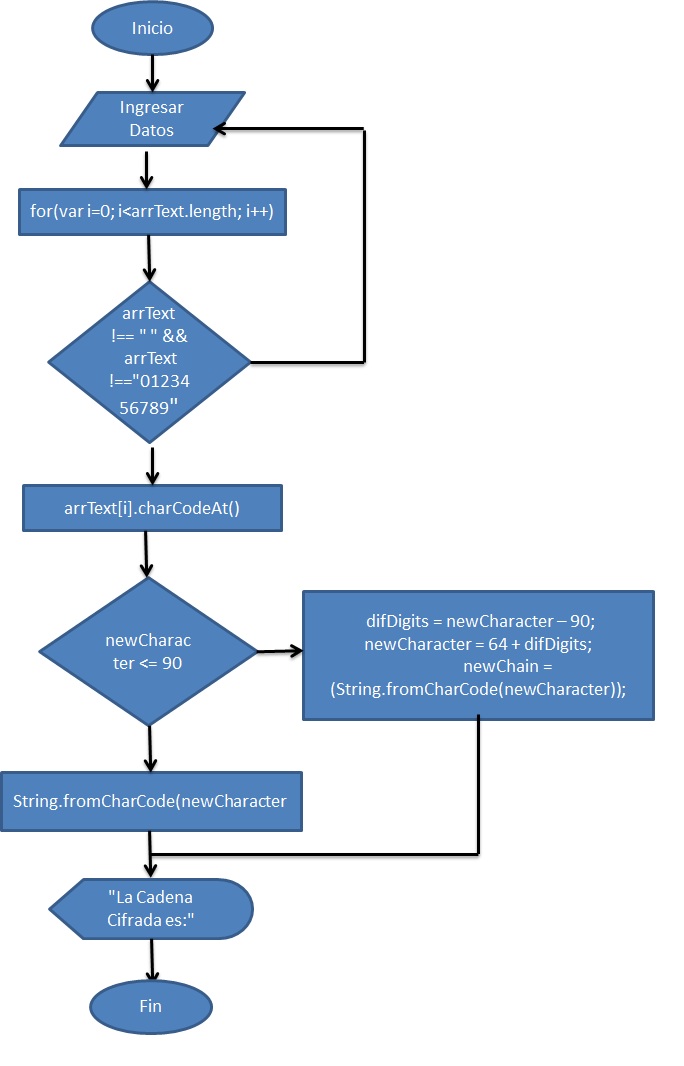 Inicio
Ingresar
Datos
for(var i=0; i<arrText.length; i++)
arrText
!== " " &&
arrText
!=="01234
56789"
arrText[i].charCodeAt()
newCharac
ter <= 90
difDigits = newCharacter – 90;
newCharacter = 64 + difDigits;
newChain =
(String.fromCharCode(newCharacter));
String.fromCharCode(newCharacter
"La Cadena
Cifrada es:"
Fin